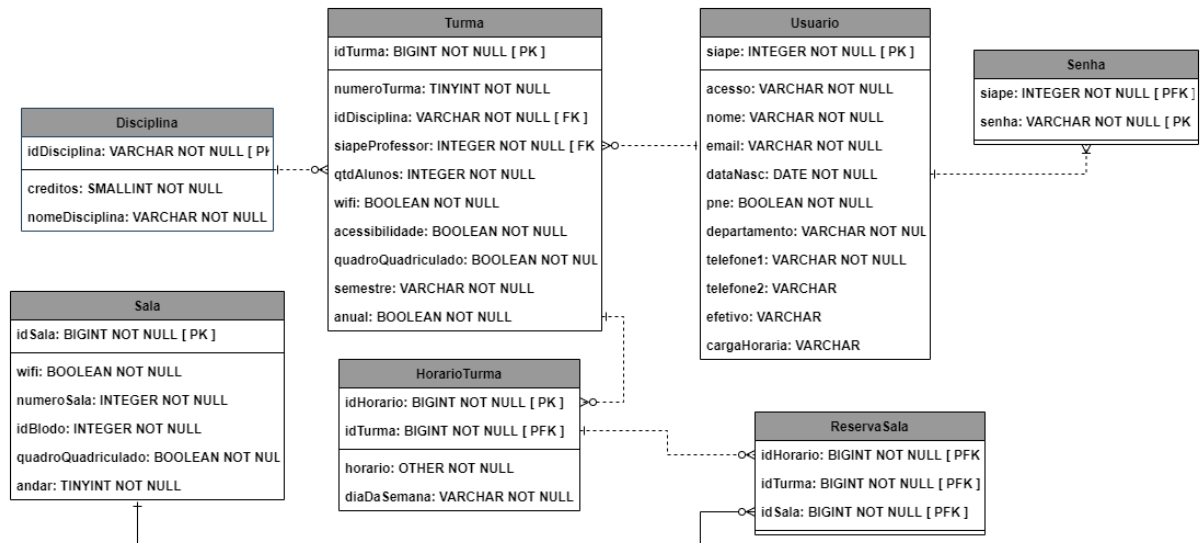 Turma
idTurma: BIGINT NOT NULL [ PK ]
numeroTurma: TINYINT NOT NULL
idDisciplina: VARCHAR NOT NULL [ FK ]
siapeProfessor: INTEGER NOT NULL [ FK
qtdAlunos: INTEGER NOT NULL
wifi: BOOLEAN NOT NULL
acessibilidade: BOOLEAN NOT NULL
quadroQuadriculado: BOOLEAN NOT NUL
semestre: VARCHAR NOT NULL
anual: BOOLEAN NOT NULL
Usuario
siape: INTEGER NOT NULL [ PK ]
acesso: VARCHAR NOT NULL
nome: VARCHAR NOT NULL
email: VARCHAR NOT NULL
dataNasc: DATE NOT NULL
pne: BOOLEAN NOT NULL
departamento: VARCHAR NOT NUL
telefone1: VARCHAR NOT NULL
telefone2: VARCHAR
efetivo: VARCHAR
cargaHoraria: VARCHAR
Senha
siape: INTEGER NOT NULL [ PFK ]
senha: VARCHAR NOT NULL [ PK
Disciplina
idDisciplina: VARCHAR NOT NULL [ PK
creditos: SMALLINT NOT NULL
nomeDisciplina: VARCHAR NOT NULL
Sala
idSala: BIGINT NOT NULL [ PK ]
wifi: BOOLEAN NOT NULL
numeroSala: INTEGER NOT NULL
idBlodo: INTEGER NOT NULL
quadroQuadriculado: BOOLEAN NOT NUL
andar: TINYINT NOT NULL
HorarioTurma
idHorario: BIGINT NOT NULL [ PK ]
idTurma: BIGINT NOT NULL [ PFK ]
horario: OTHER NOT NULL
diaDaSemana: VARCHAR NOT NULL
ReservaSala
idHorario: BIGINT NOT NULL [ PFK
idTurma: BIGINT NOT NULL [ PFK ]
idSala: BIGINT NOT NULL [ PFK ]